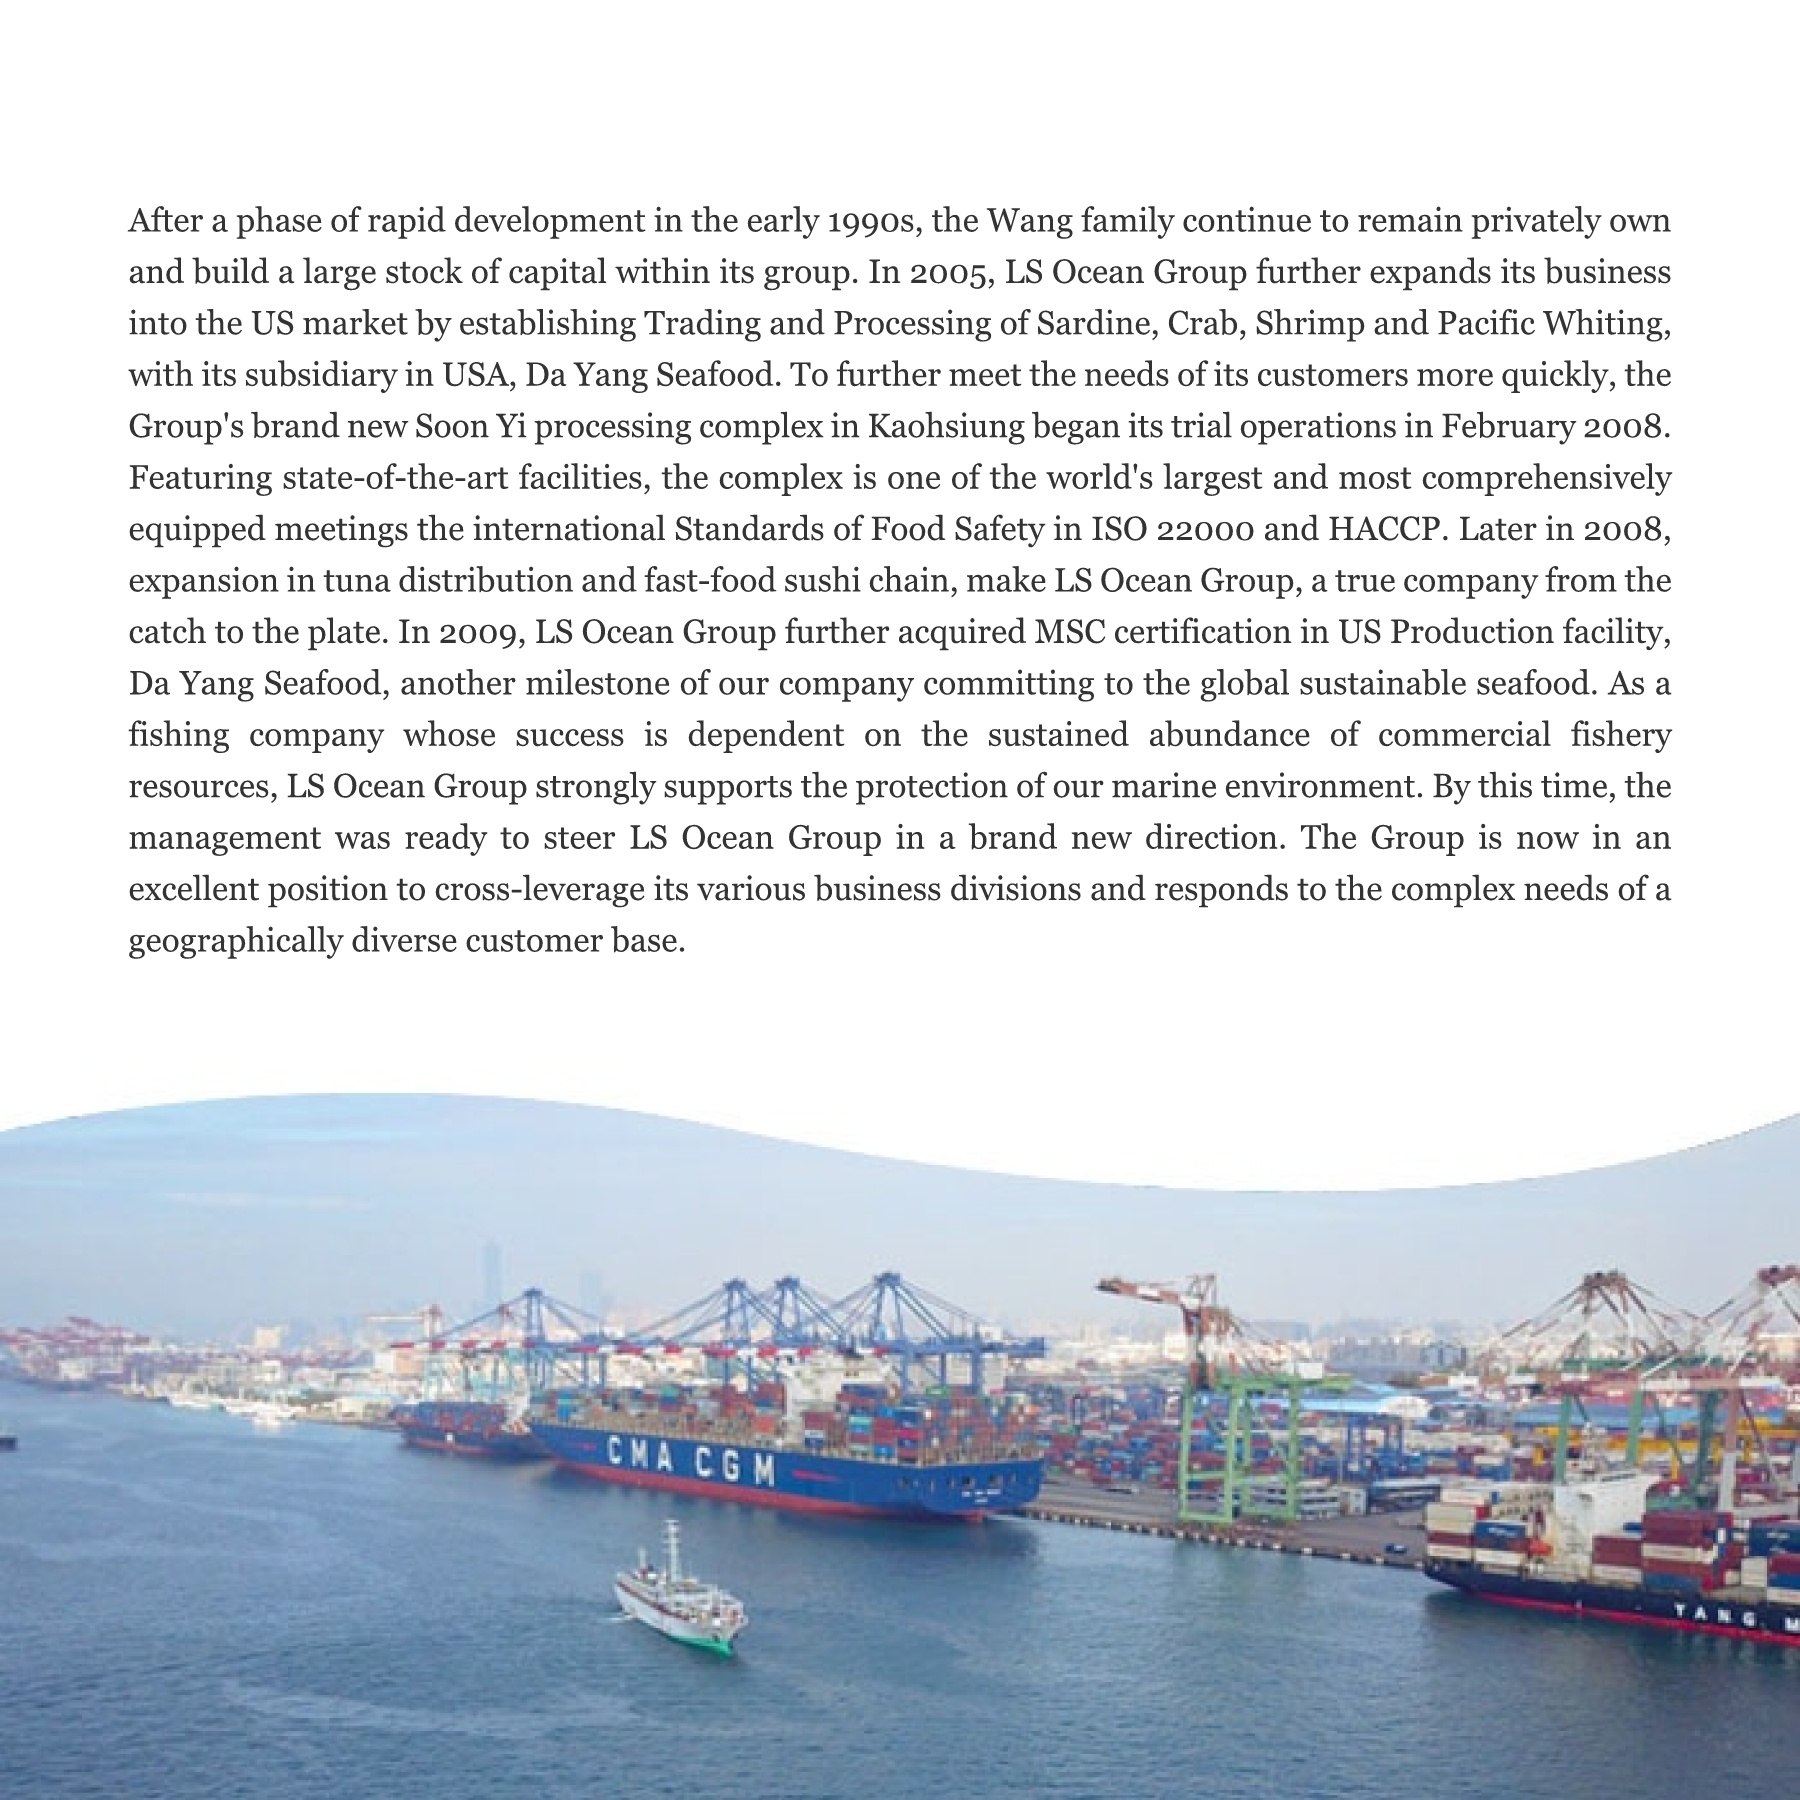 After a phase of rapid development in the early 1990s, the Wang family continue to remain privately own
and build a large stock of capital within its group. In 2005, LS Ocean Group further expands its business
into the US market by establishing Trading and Processing of Sardine, Crab, Shrimp and Pacific Whiting,
with its subsidiary in USA, Da Yang Seafood. To further meet the needs of its customers more quickly, the
Group's brand new Soon Yi processing complex in Kaohsiung began its trial operations in February 2008.
Featuring state-of-the-art facilities, the complex is one of the world's largest and most comprehensively
equipped meetings the international Standards of Food Safety in ISO 22000 and HACCP. Later in 2008,
expansion in tuna distribution and fast-food sushi chain, make LS Ocean Group, a true company from the
catch to the plate. In 2009, LS Ocean Group further acquired MSC certification in US Production facility,
Da Yang Seafood, another milestone of our company committing to the global sustainable seafood. As a
fishing company whose success is dependent on the sustained abundance of commercial fishery
resources, LS Ocean Group strongly supports the protection of our marine environment. By this time, the
management was ready to steer LS Ocean Group in a brand new direction. The Group is now in an
excellent position to cross-leverage its various business divisions and responds to the complex needs of a
geographically diverse customer base.
CMA CGM
TANG M